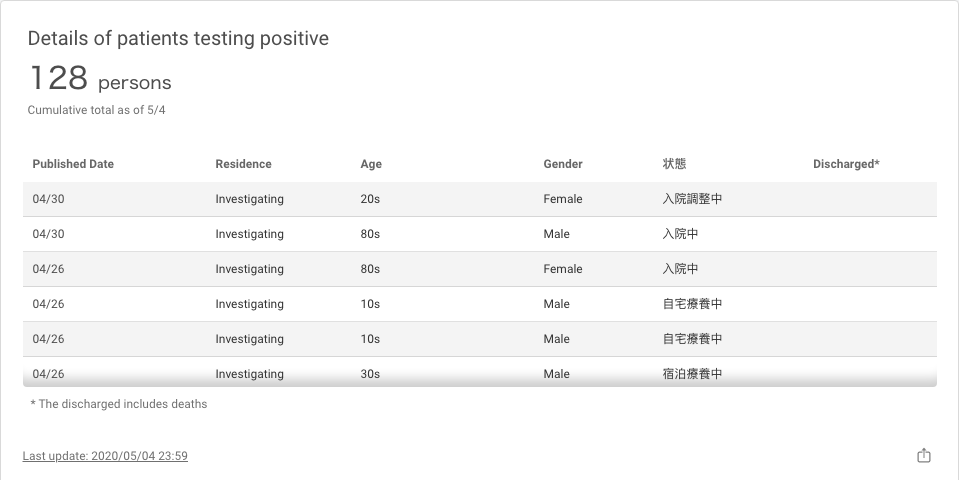 Details of patients testing positive
128 persons
Cumulative total as of 5/4
Published Date Residence Age Gender 状態 Discharged*
04/30 Investigating 20s Female 入院調整中
04/30 Investigating 80s Male 入院中
04/26 Investigating 80s Female 入院中
04/26 Investigating 10s Male 自宅療養中
04/26 Investigating 10s Male 自宅療養中
04/26 Investigating 30s Male 宿泊療養中
* The discharged includes deaths
Last update: 2020/05/04 23:59